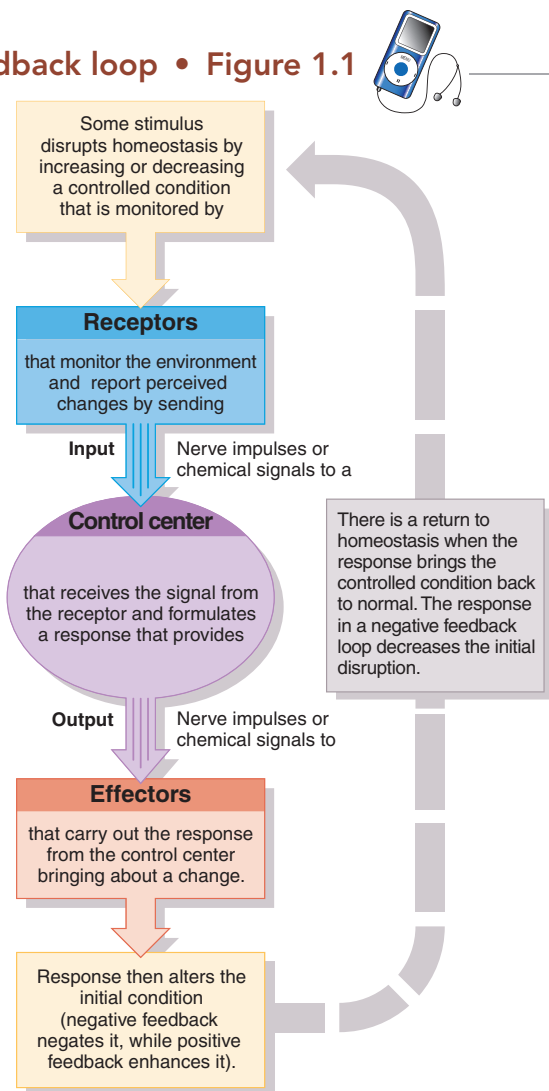 dback loop • Figure 1.1
MENU
Some stimulus
disrupts homeostasis by
increasing or decreasing
a controlled condition
that is monitored by
Receptors
that monitor the environment
and report perceived
changes by sending
Input
Nerve impulses or
chemical signals to a
Control center
that receives the signal from
the receptor and formulates
a response that provides
There is a return to
homeostasis when the
response brings the
controlled condition back
to normal. The response
in a negative feedback
loop decreases the initial
disruption.
Output
Nerve impulses or
chemical signals to
Effectors
that carry out the response
from the control center
bringing about a change.
Response then alters the
initial condition
(negative feedback
negates it, while positive
feedback enhances it).